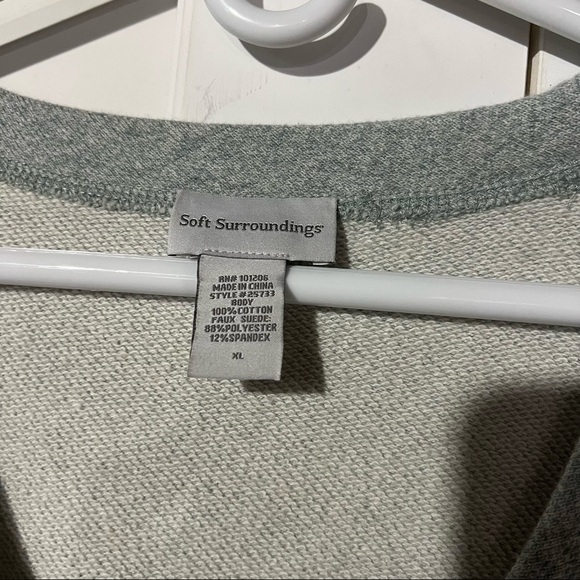 Soft Surroundings
RN# 101206
MADE IN CHINA
STYLE #25733
BODY
100%COTTON
FAUX SUEDE:
88%POLYESTER
12%SPANDEX
XL